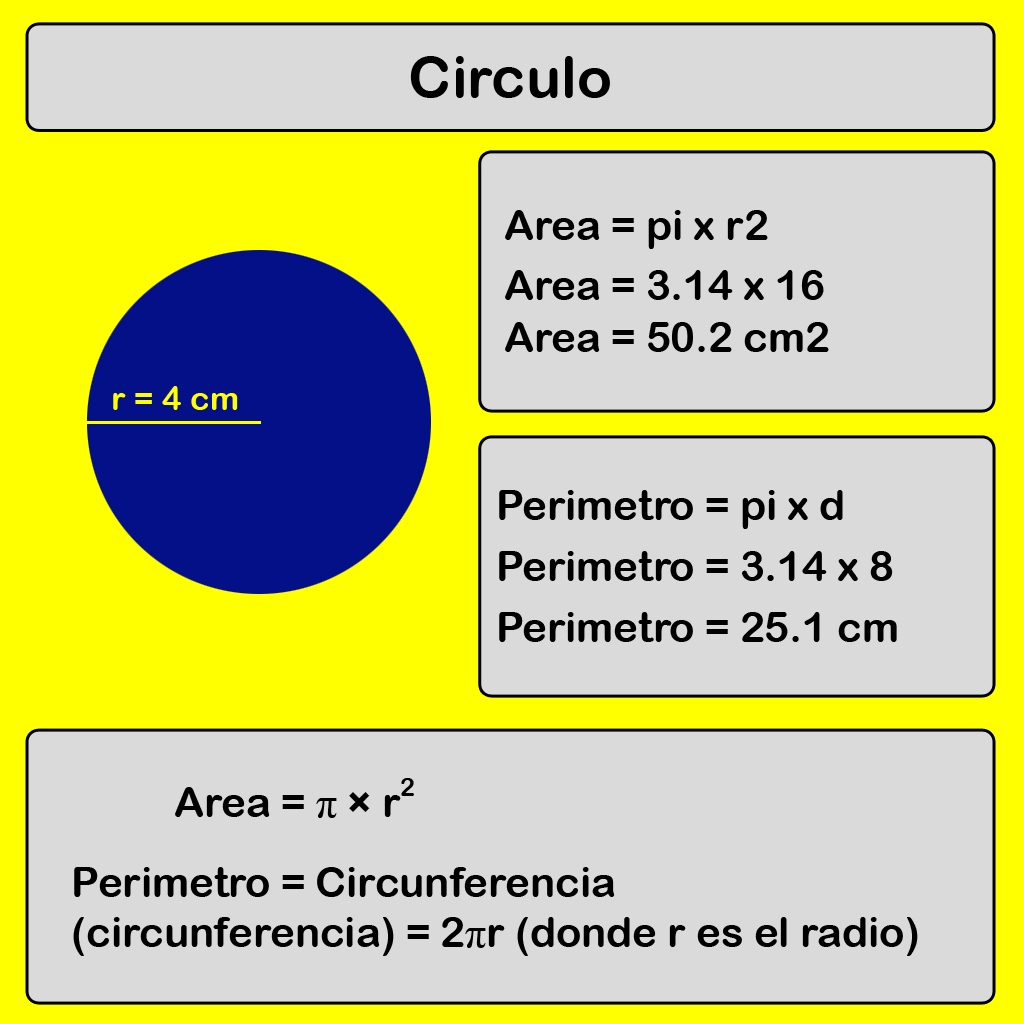 Circulo
r = 4 cm
Area = pi x r2
Area = 3.14 x 16
Area = 50.2 cm2
Perimetro = pi x d
Perimetro = 3.14 x 8
Perimetro = 25.1 cm
Area = π × r²
Perimetro = Circunferencia
(circunferencia) = 2πr (donde r es el radio)